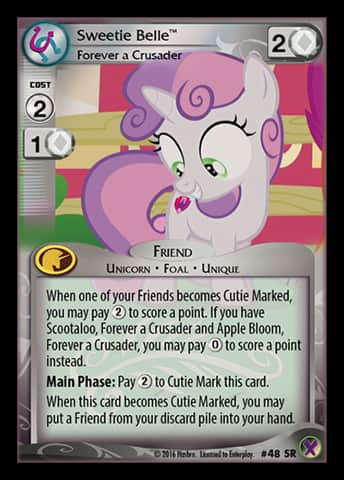 Sweetie Belle™
Forever a Crusader
2
COST
2
1
FRIEND
UNICORN • FOAL • UNIQUE
When one of your Friends becomes Cutie Marked,
you may pay 2 to score a point. If you have
Scootaloo, Forever a Crusader and Apple Bloom,
Forever a Crusader, you may pay 0 to score a point
instead.
Main Phase: Pay 2 to Cutie Mark this card.
When this card becomes Cutie Marked, you may
put a Friend from your discard pile into your hand.
© 2016 Hasbro. Licensed to Enterplay. #48 SR